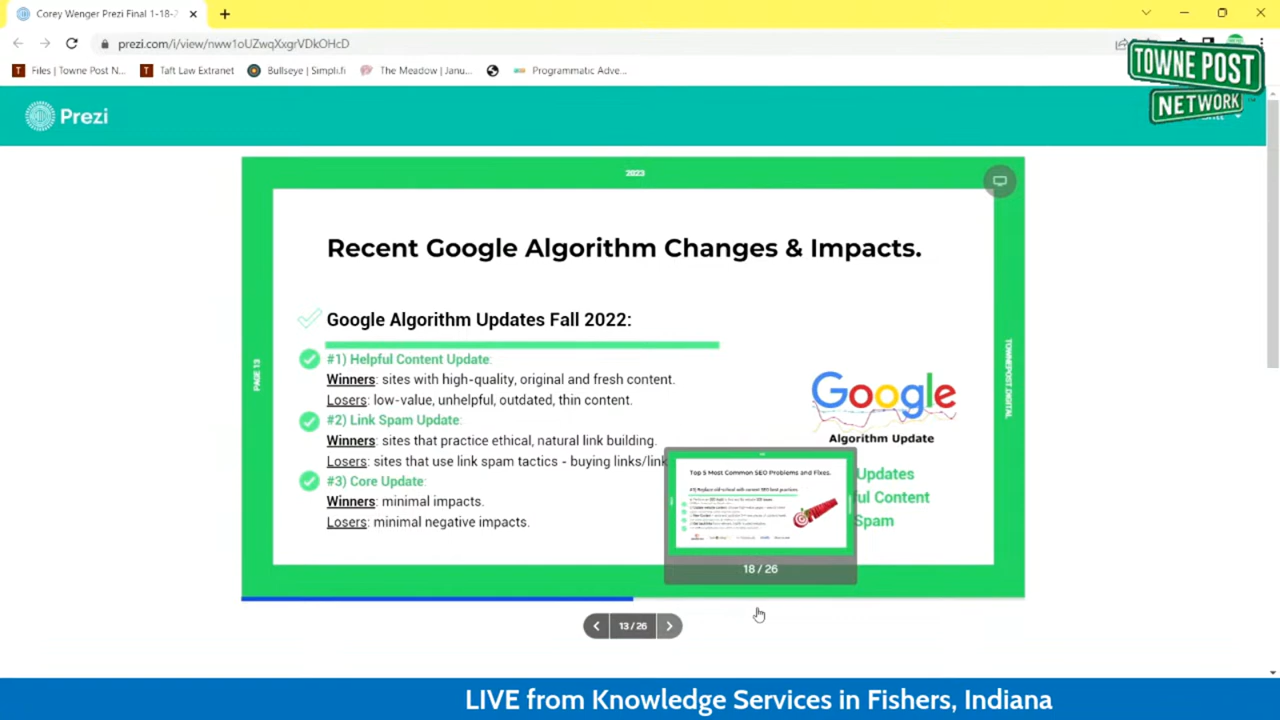 Corey Wenger Prezi Final 1-18-2
prezi.com/i/view/nww1oUZwqXxgrVDkOHcD
Files | Towne Post N...
Taft Law Extranet
Bullseye | Simpli.fi
The Meadow | Janu...
Programmatic Adve...
TOWNE POST
NETWORK
Prezi
2023
Recent Google Algorithm Changes & Impacts.
Google Algorithm Updates Fall 2022:
#1) Helpful Content Update:
Winners: sites with high-quality, original and fresh content.
Losers: low-value, unhelpful, outdated, thin content.
#2) Link Spam Update:
Winners: sites that practice ethical, natural link building.
Losers: sites that use link spam tactics - buying links/link
#3) Core Update:
Winners: minimal impacts.
Losers: minimal negative impacts.
PAGE 13
TOWNEPOST.DIGITAL
Google
Algorithm Update
Updates
ful Content
Spam
Top 5 Most Common SEO Problems and Fixes.
18 / 26
13 / 26
LIVE from Knowledge Services in Fishers, Indiana